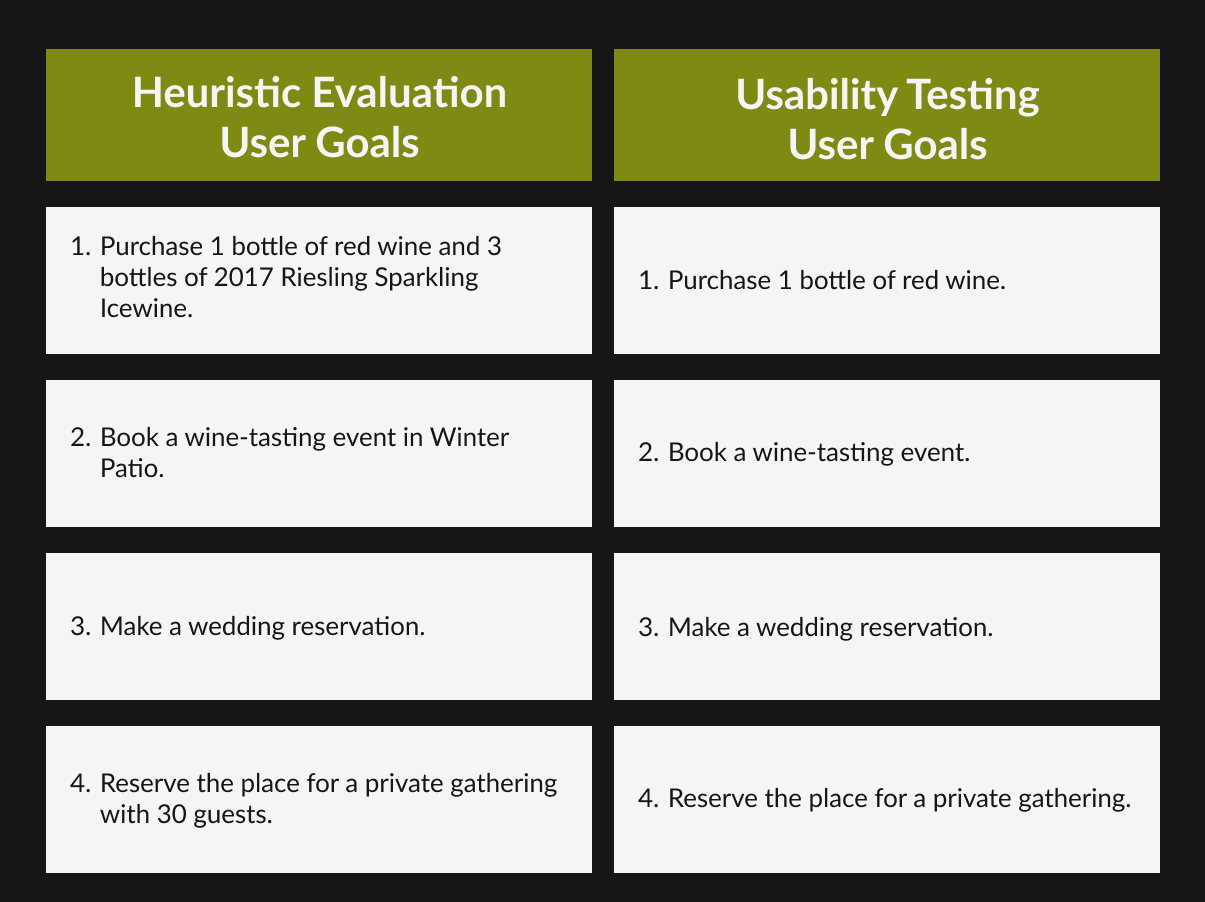 Heuristic Evaluation
User Goals
Usability Testing
User Goals
1. Purchase 1 bottle of red wine and 3
bottles of 2017 Riesling Sparkling
Icewine.
1. Purchase 1 bottle of red wine.
2. Book a wine-tasting event in Winter
Patio.
2. Book a wine-tasting event.
3. Make a wedding reservation.
3. Make a wedding reservation.
4. Reserve the place for a private gathering
with 30 guests.
4. Reserve the place for a private gathering.